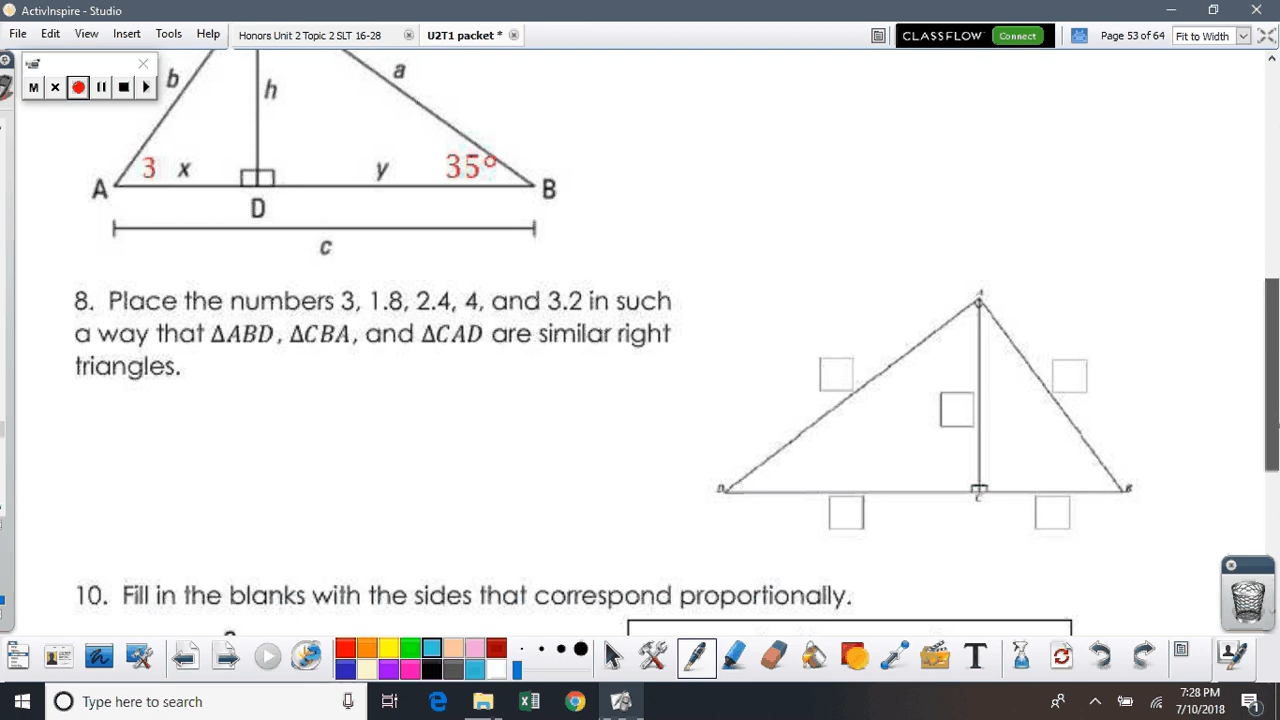 ActivInspire - Studio
File Edit View Insert Tools Help
Honors Unit 2 Topic 2 SLT 16-28
U2T1 packet *
CLASSFLOW Connect
Page 53 of 64
Fit to Width
M
b
a
h
3
x
y
35°
A
B
D
c
8. Place the numbers 3, 1.8, 2.4, 4, and 3.2 in such
a way that ΔABD, ΔCBA, and ΔCAD are similar right
triangles.
A
D
C
B
10. Fill in the blanks with the sides that correspond proportionally.
T
Type here to search
7:28 PM
7/10/2018
1